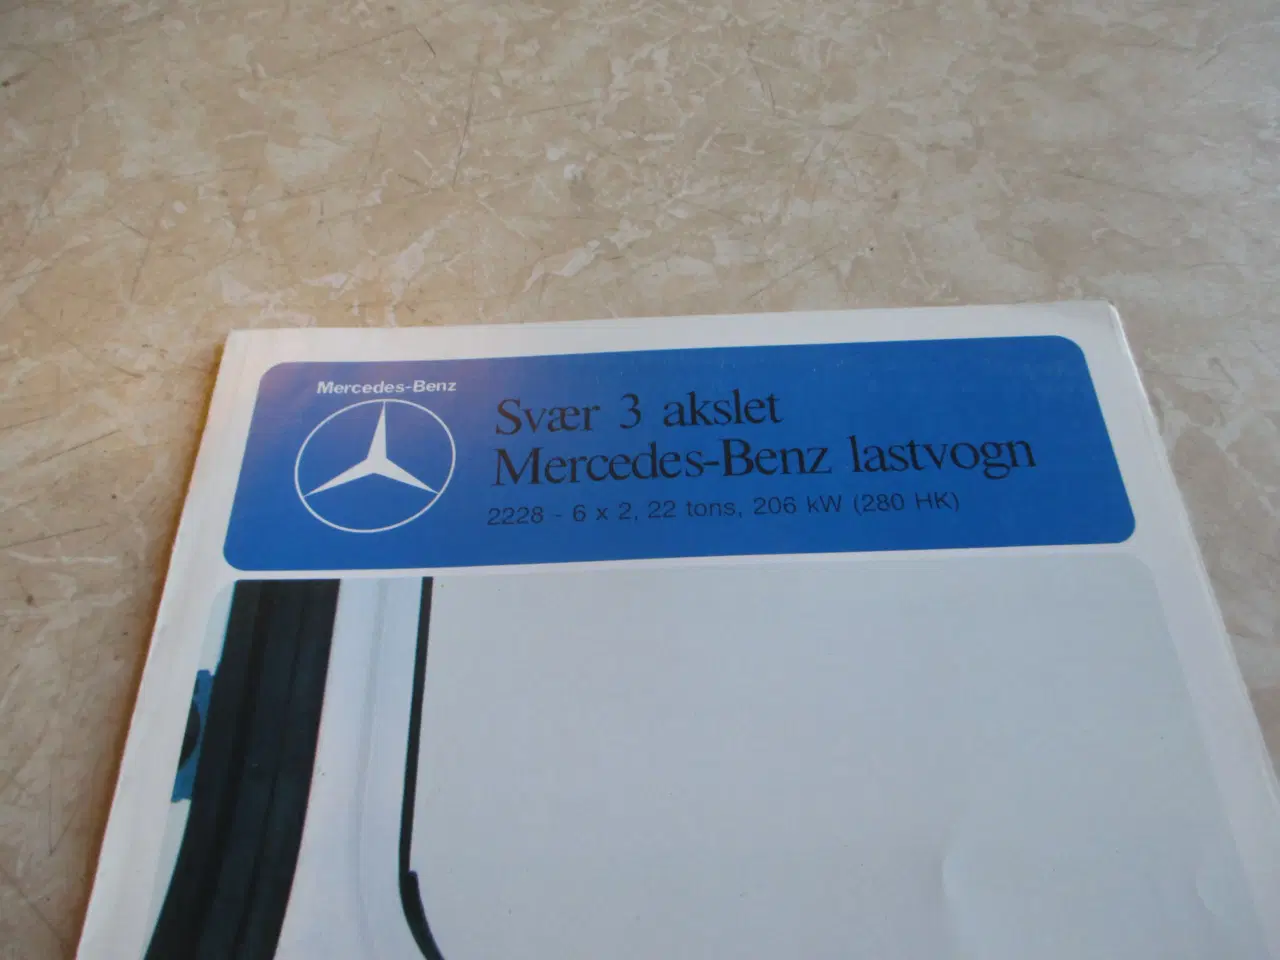 Mercedes-Benz
Svær 3 akslet
Mercedes-Benz lastvogn
2228 - 6 x 2, 22 tons, 206 kW (280 HK)